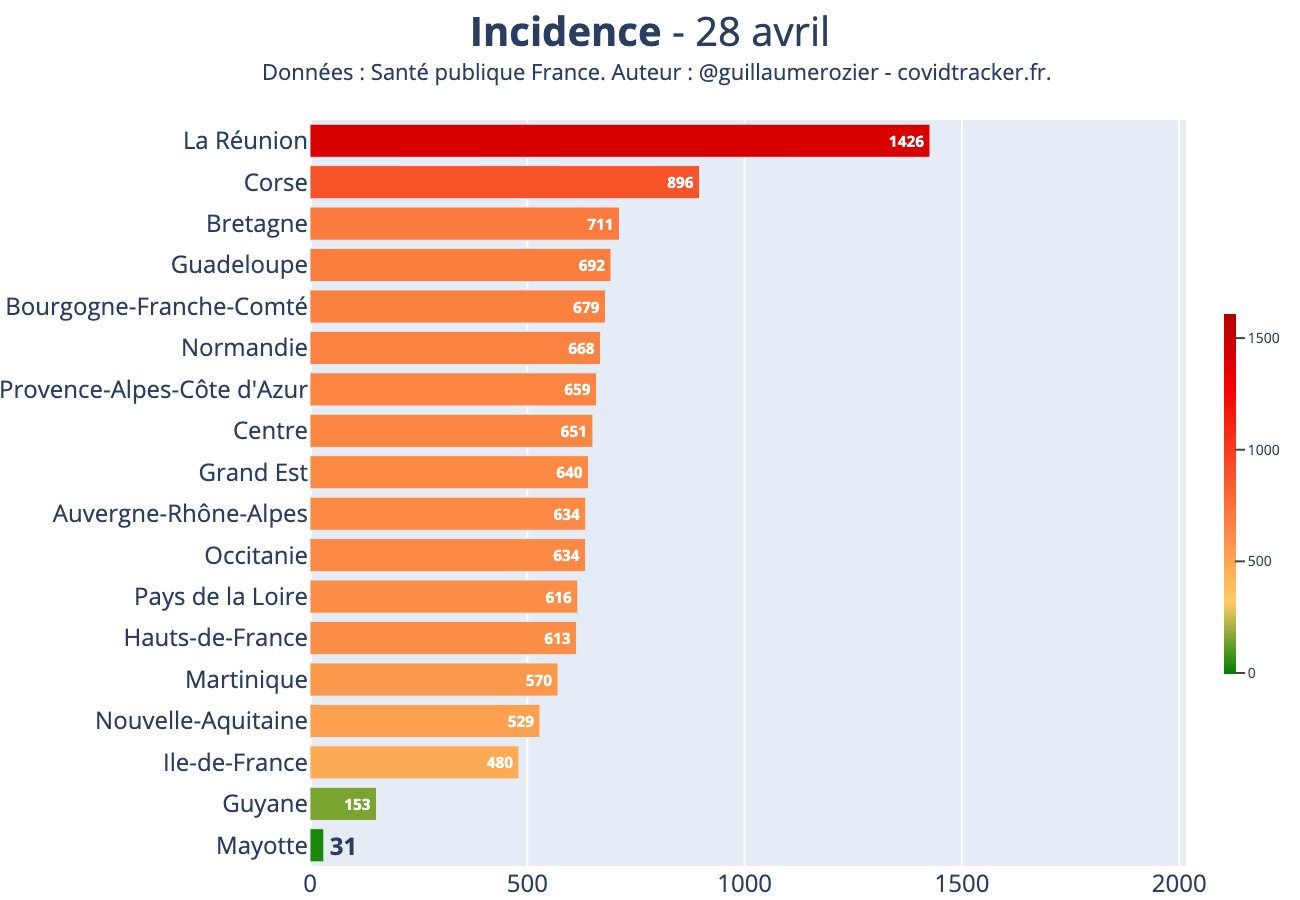 Incidence - 28 avril
Données : Santé publique France. Auteur : @guillaumerozier - covidtracker.fr.
La Réunion 1426
Corse 896
Bretagne 711
Guadeloupe 692
Bourgogne-Franche-Comté 679
Normandie 668
Provence-Alpes-Côte d'Azur 659
Centre 651
Grand Est 640
Auvergne-Rhône-Alpes 634
Occitanie 634
Pays de la Loire 616
Hauts-de-France 613
Martinique 570
Nouvelle-Aquitaine 529
Ile-de-France 480
Guyane 153
Mayotte 31
0 500 1000 1500 2000
1500
1000
500
0